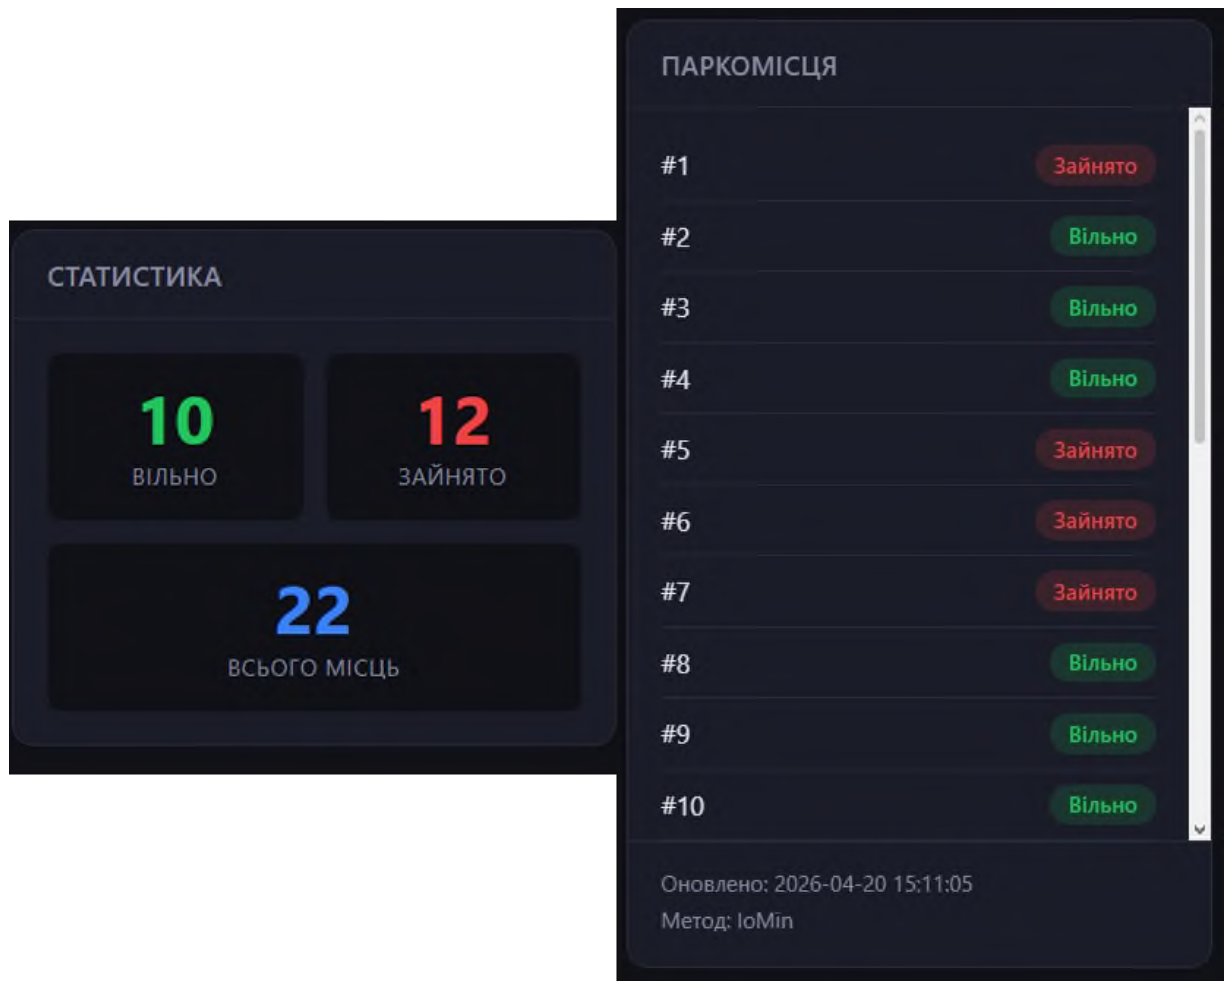 СТАТИСТИКА
10
ВІЛЬНО
12
ЗАЙНЯТО
22
ВСЬОГО МІСЦЬ
ПАРКОМІСЦЯ
#1 Зайнято
#2 Вільно
#3 Вільно
#4 Вільно
#5 Зайнято
#6 Зайнято
#7 Зайнято
#8 Вільно
#9 Вільно
#10 Вільно
Оновлено: 2026-04-20 15:11:05
Метод: IoMin